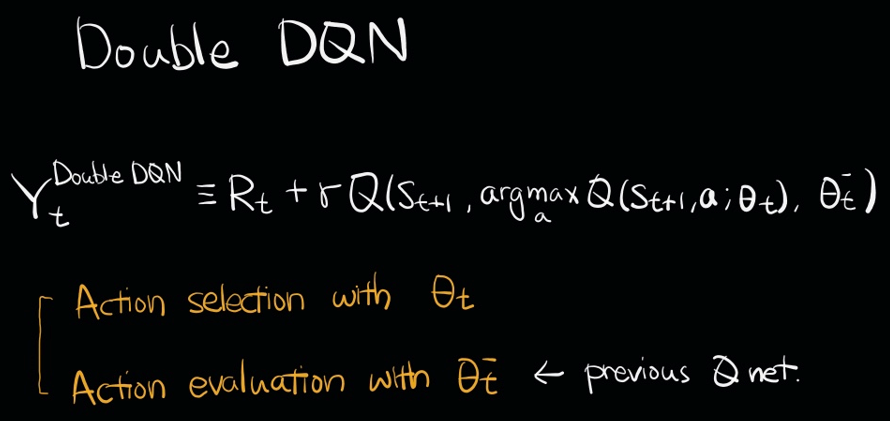 Double DQN
Y_t^{Double DQN} ≡ R_t + γ Q(S_{t+1}, argmax_a Q(S_{t+1}, a; θ_t), θ_t^-)
Action selection with θ_t
Action evaluation with θ_t^- ← previous Q net.